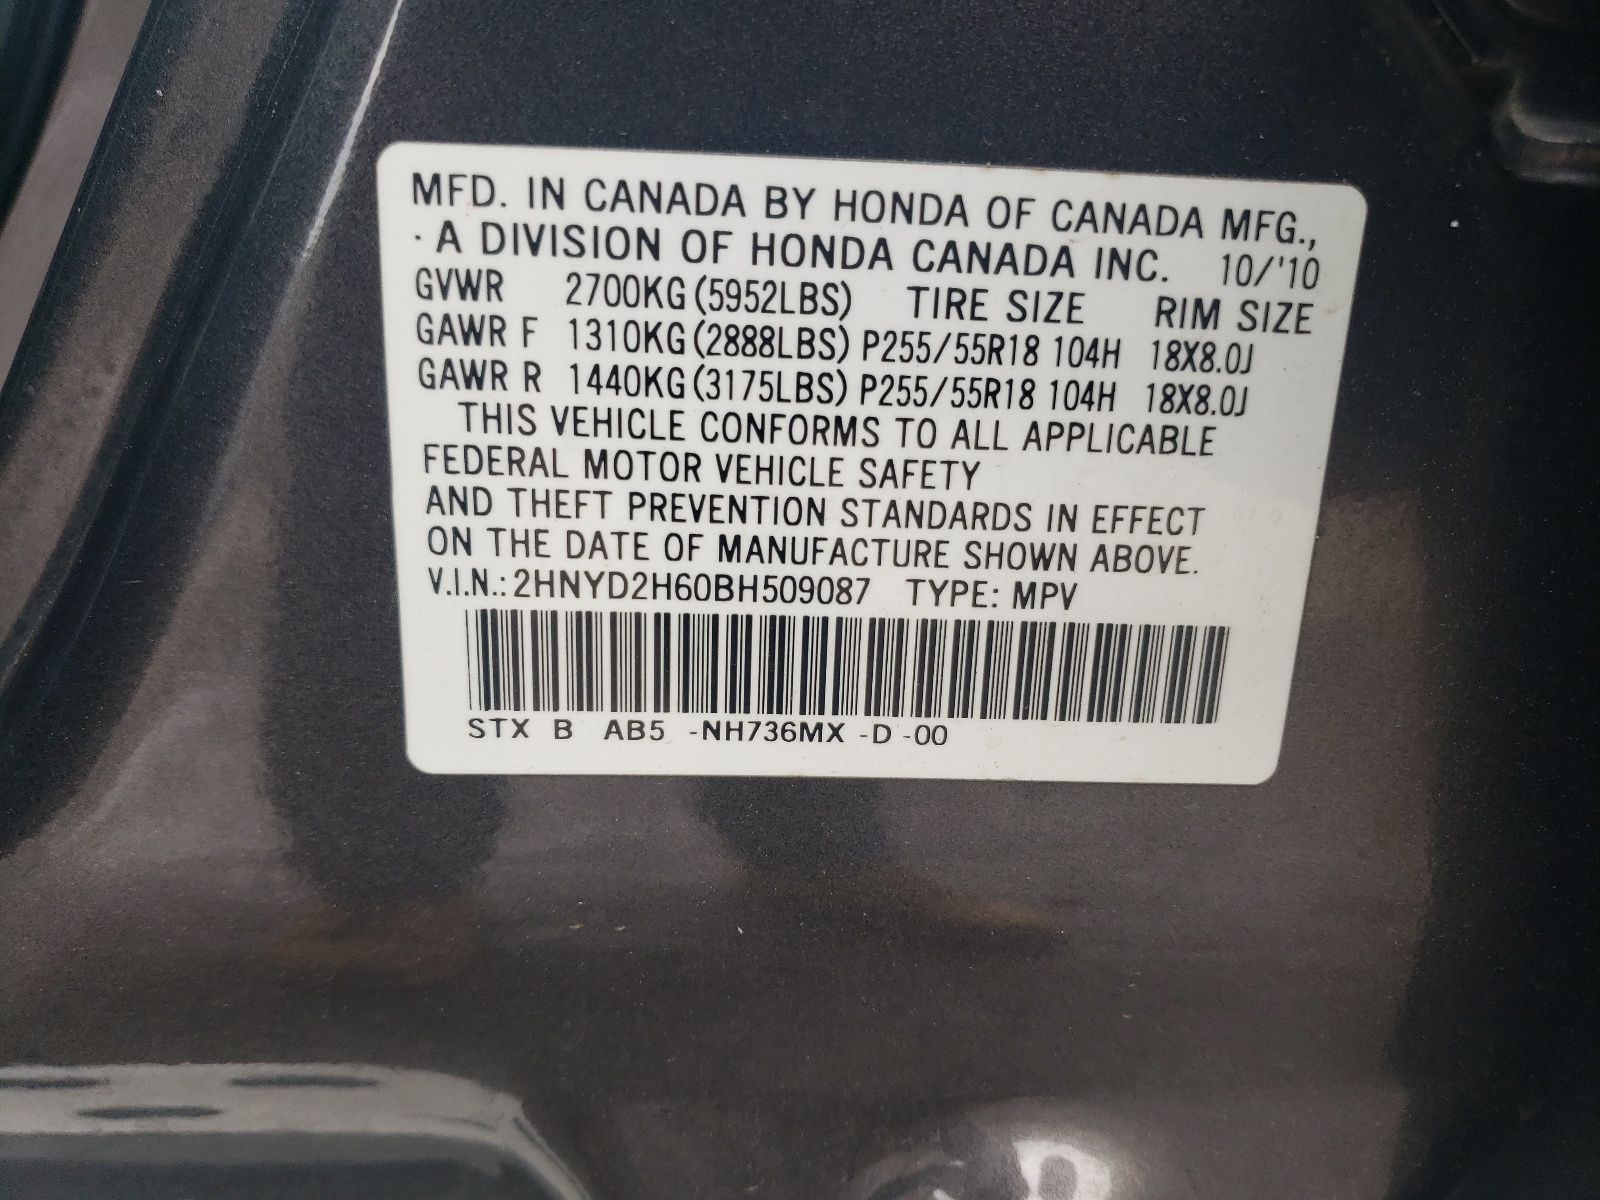 MFD. IN CANADA BY HONDA OF CANADA MFG.,
· A DIVISION OF HONDA CANADA INC. 10/'10
GVWR 2700KG (5952LBS) TIRE SIZE RIM SIZE
GAWR F 1310KG (2888LBS) P255/55R18 104H 18X8.0J
GAWR R 1440KG (3175LBS) P255/55R18 104H 18X8.0J
THIS VEHICLE CONFORMS TO ALL APPLICABLE
FEDERAL MOTOR VEHICLE SAFETY
AND THEFT PREVENTION STANDARDS IN EFFECT
ON THE DATE OF MANUFACTURE SHOWN ABOVE.
V.I.N.: 2HNYD2H60BH509087 TYPE: MPV
STX B AB5 -NH736MX -D -00